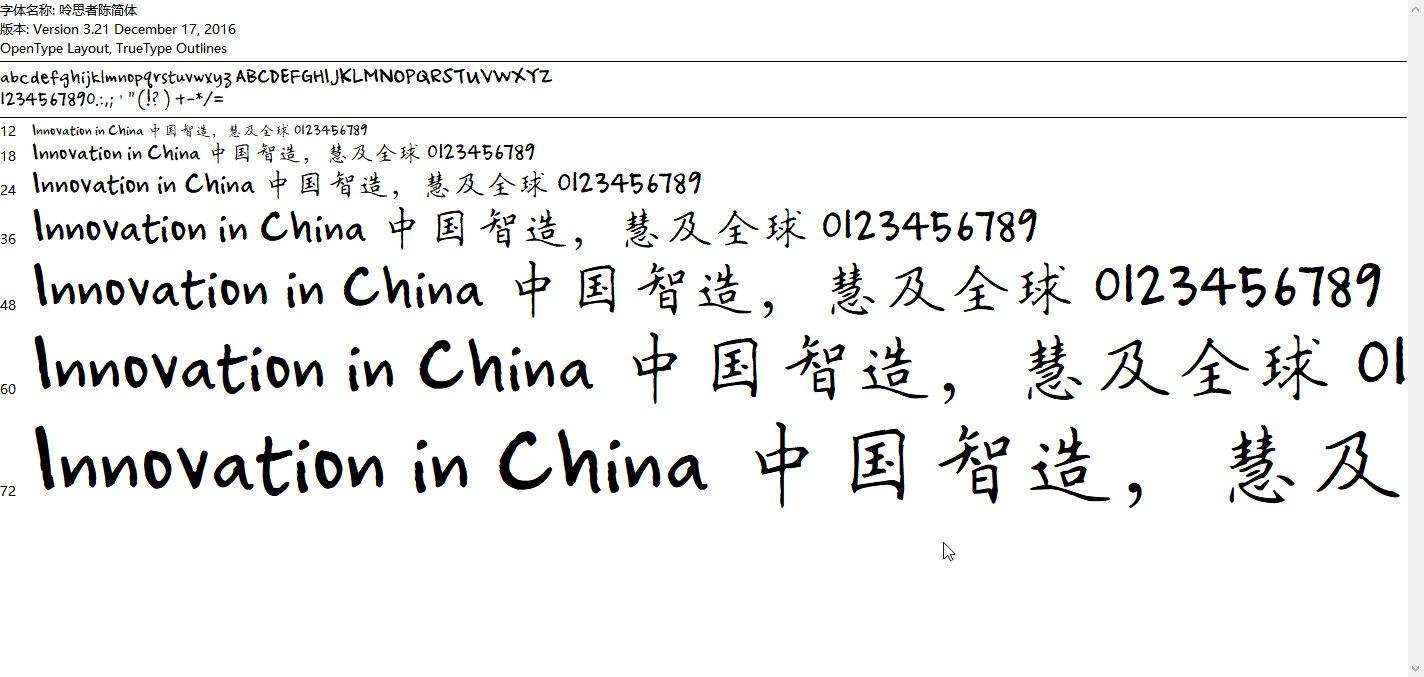 字体名称: 呤思者陈简体
版本: Version 3.21 December 17, 2016
OpenType Layout, TrueType Outlines
abcdefghijklmnopqrstuvwxyz ABCDEFGHIJKLMNOPQRSTUVWXYZ
1234567890.:,; ' " (!?) +-*/=
12 Innovation in China 中国智造，慧及全球 0123456789
18 Innovation in China 中国智造，慧及全球 0123456789
24 Innovation in China 中国智造，慧及全球 0123456789
36 Innovation in China 中国智造，慧及全球 0123456789
48 Innovation in China 中国智造，慧及全球 0123456789
60 Innovation in China 中国智造，慧及全球 01
72 Innovation in China 中国智造，慧及